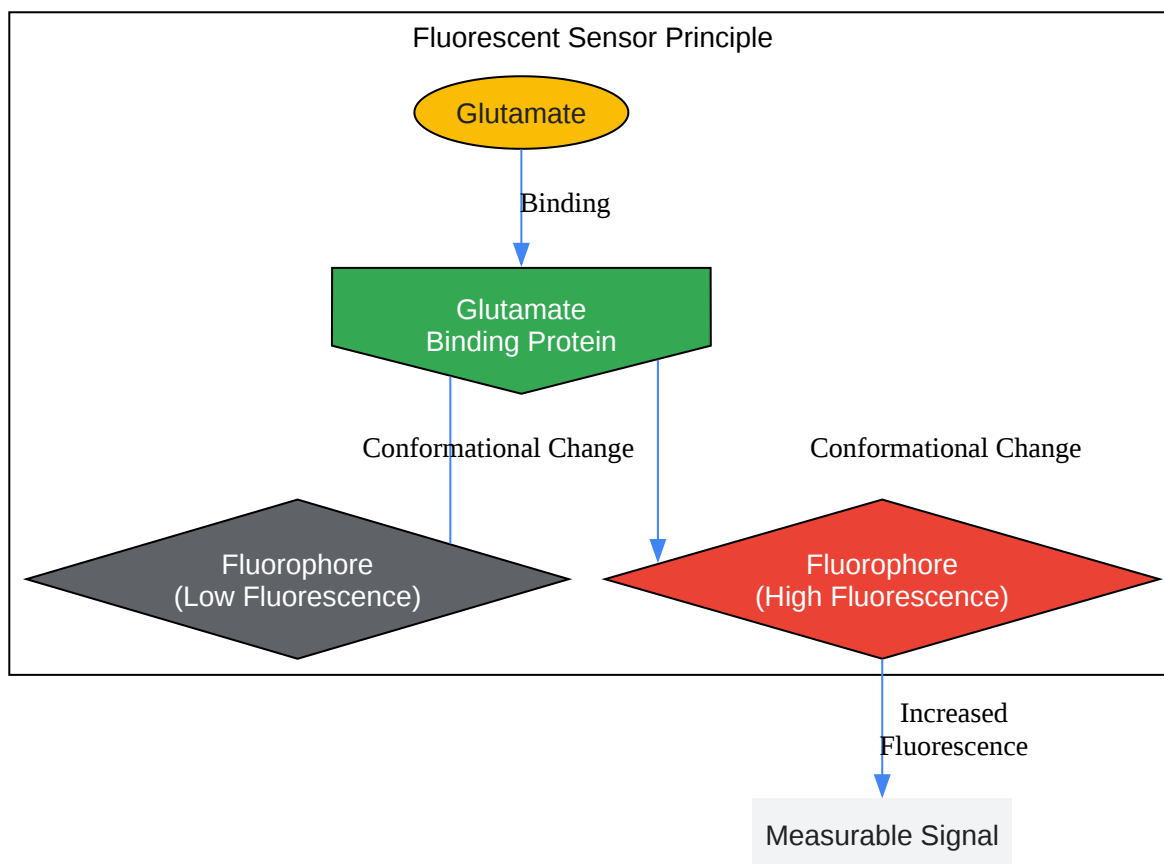 Fluorescent Sensor Principle
Glutamate
Binding
Glutamate
Binding Protein
Conformational Change
Conformational Change
Fluorophore
(Low Fluorescence)
Fluorophore
(High Fluorescence)
Increased
Fluorescence
Measurable Signal